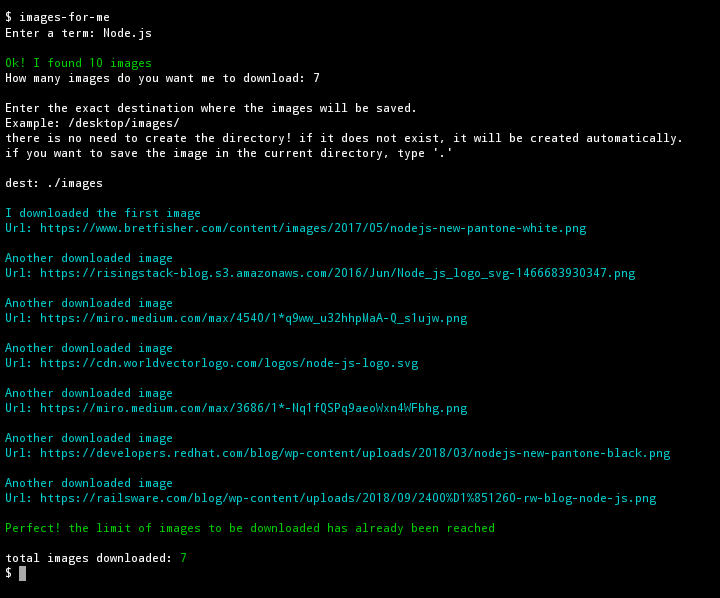 $ images-for-me
Enter a term: Node.js
Ok! I found 10 images
How many images do you want me to download: 7
Enter the exact destination where the images will be saved.
Example: /desktop/images/
there is no need to create the directory! if it does not exist, it will be created automatically.
if you want to save the image in the current directory, type '.'
dest: ./images
I downloaded the first image
Url: https://www.bretfisher.com/content/images/2017/05/nodejs-new-pantone-white.png
Another downloaded image
Url: https://risingstack-blog.s3.amazonaws.com/2016/Jun/Node_js_logo_svg-1466683930347.png
Another downloaded image
Url: https://miro.medium.com/max/4540/1*q9ww_u32hhpMaA-Q_s1ujw.png
Another downloaded image
Url: https://cdn.worldvectorlogo.com/logos/node-js-logo.svg
Another downloaded image
Url: https://miro.medium.com/max/3686/1*-Nq1fQSPq9aeoWxn4WFbhg.png
Another downloaded image
Url: https://developers.redhat.com/blog/wp-content/uploads/2018/03/nodejs-new-pantone-black.png
Another downloaded image
Url: https://railsware.com/blog/wp-content/uploads/2018/09/2400%D1%851260-rw-blog-node-js.png
Perfect! the limit of images to be downloaded has already been reached
total images downloaded: 7
$